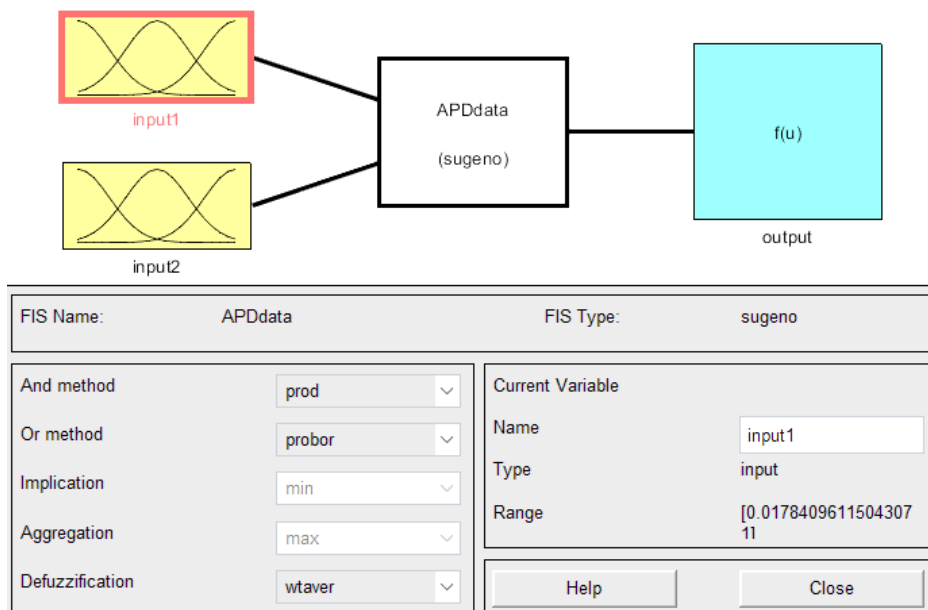 input1
APDdata
(sugeno)
f(u)
output
input2
FIS Name: APDdata FIS Type: sugeno
And method prod
Or method probor
Implication min
Aggregation max
Defuzzification wtaver
Current Variable
Name input1
Type input
Range [0.0178409611504307
1]
Help Close